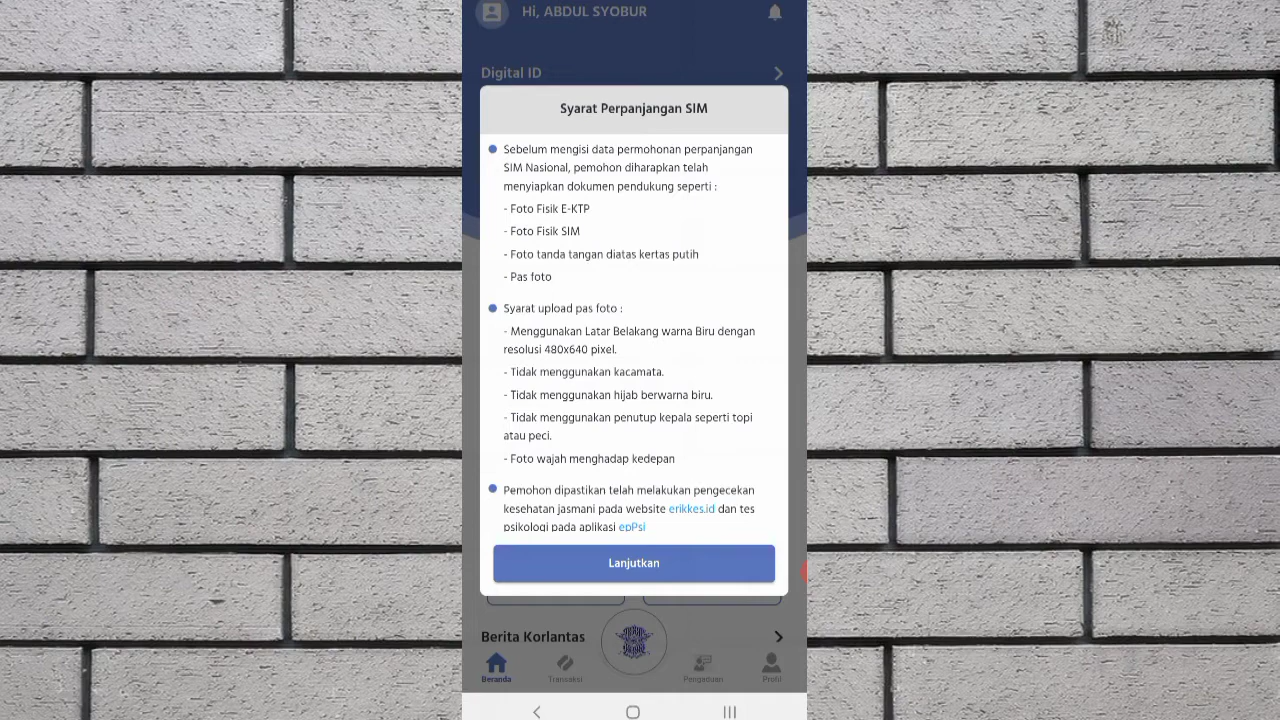 Hi, ABDUL SYOBUR
Digital ID
Syarat Perpanjangan SIM
Sebelum mengisi data permohonan perpanjangan
SIM Nasional, pemohon diharapkan telah
menyiapkan dokumen pendukung seperti :
- Foto Fisik E-KTP
- Foto Fisik SIM
- Foto tanda tangan diatas kertas putih
- Pas foto
Syarat upload pas foto :
- Menggunakan Latar Belakang warna Biru dengan
resolusi 480x640 pixel.
- Tidak menggunakan kacamata.
- Tidak menggunakan hijab berwarna biru.
- Tidak menggunakan penutup kepala seperti topi
atau peci.
- Foto wajah menghadap kedepan
Pemohon dipastikan telah melakukan pengecekan
kesehatan jasmani pada website erikkes.id dan tes
psikologi pada aplikasi epPsi
Lanjutkan
Berita Korlantas
Beranda
Transaksi
Pengaduan
Profil